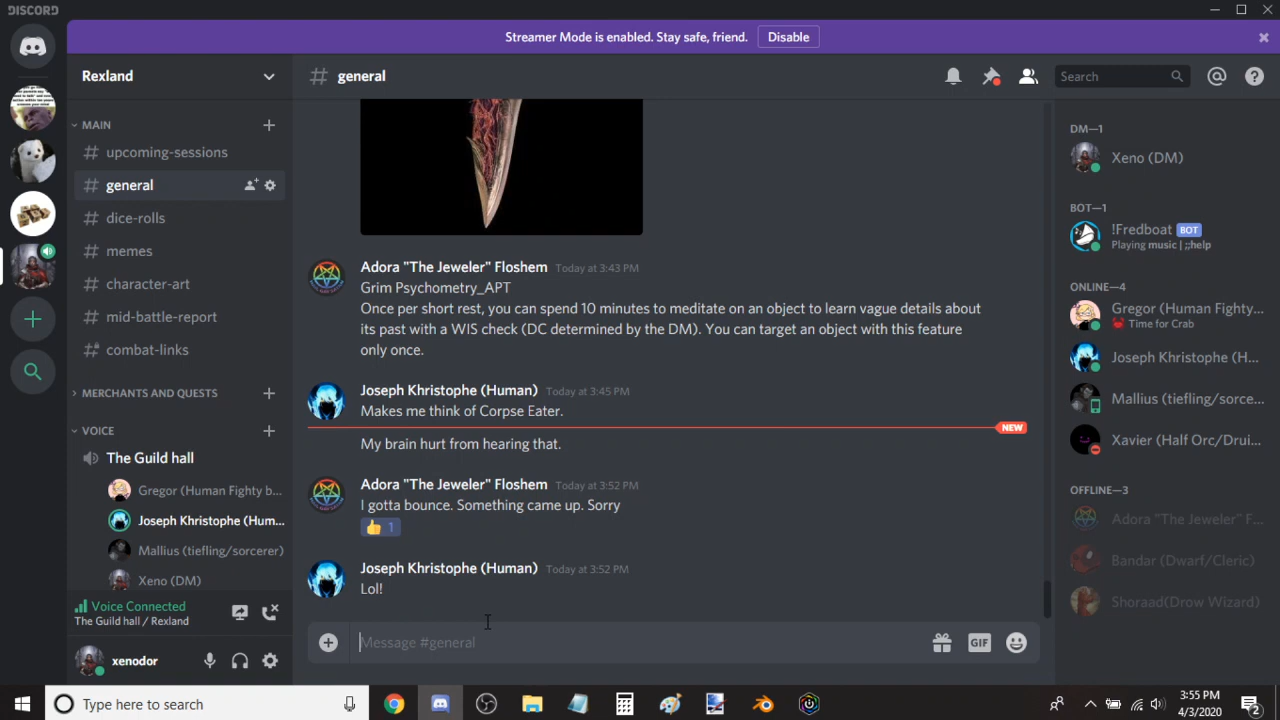 DISCORD
Streamer Mode is enabled. Stay safe, friend. Disable
Rexland
general
Search
MAIN
upcoming-sessions
general
dice-rolls
memes
character-art
mid-battle-report
combat-links
MERCHANTS AND QUESTS
VOICE
The Guild hall
Gregor (Human Fighty b...
Joseph Khristophe (Hum...
Mallius (tiefling/sorcerer)
Xeno (DM)
Voice Connected
The Guild hall / Rexland
xenodor
Adora "The Jeweler" Floshem Today at 3:43 PM
Grim Psychometry_APT
Once per short rest, you can spend 10 minutes to meditate on an object to learn vague details about
its past with a WIS check (DC determined by the DM). You can target an object with this feature
only once.
Joseph Khristophe (Human) Today at 3:45 PM
Makes me think of Corpse Eater.
NEW
My brain hurt from hearing that.
Adora "The Jeweler" Floshem Today at 3:52 PM
I gotta bounce. Something came up. Sorry
👍 1
Joseph Khristophe (Human) Today at 3:52 PM
Lol!
Message #general
GIF
DM—1
Xeno (DM)
BOT—1
!Fredboat BOT
Playing music | ;;help
ONLINE—4
Gregor (Human Fighty...
Time for Crab
Joseph Khristophe (H...
Mallius (tiefling/sorce...
Xavier (Half Orc/Drui...
OFFLINE—3
Adora "The Jeweler" F...
Bandar (Dwarf/Cleric)
Shoraad(Drow Wizard)
Type here to search
3:55 PM
4/3/2020
2